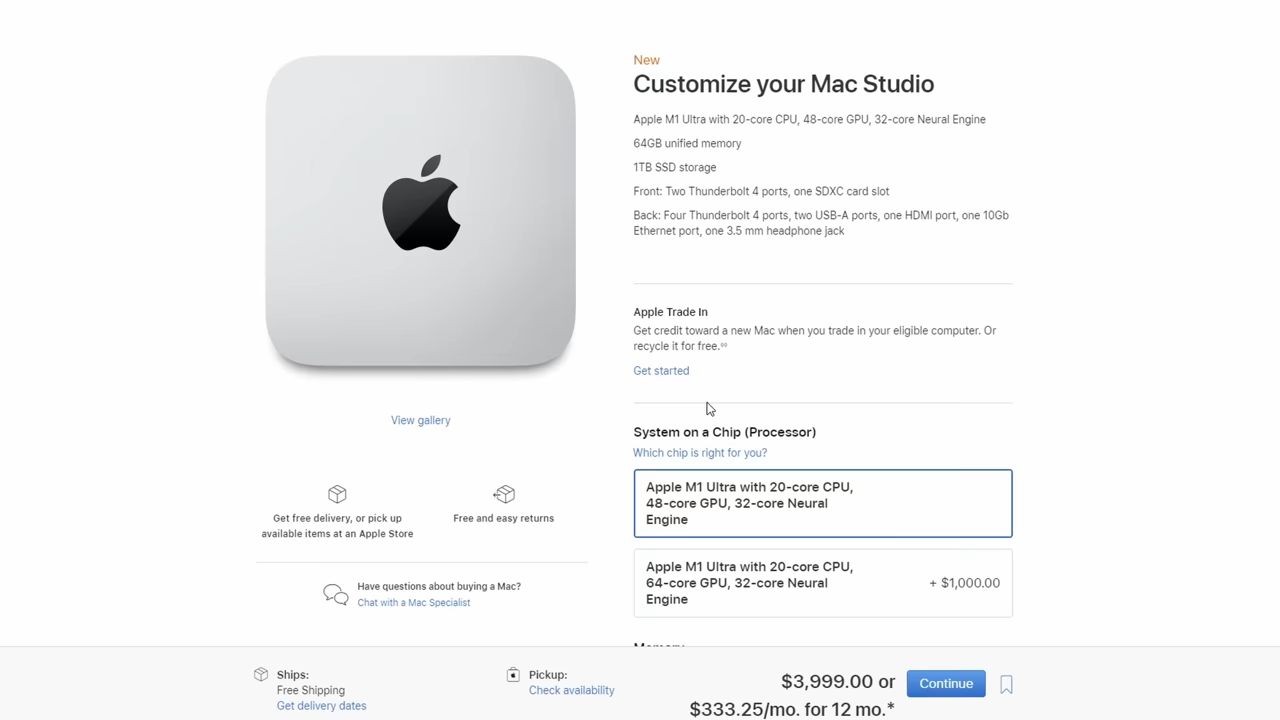 New
Customize your Mac Studio
Apple M1 Ultra with 20-core CPU, 48-core GPU, 32-core Neural Engine
64GB unified memory
1TB SSD storage
Front: Two Thunderbolt 4 ports, one SDXC card slot
Back: Four Thunderbolt 4 ports, two USB-A ports, one HDMI port, one 10Gb
Ethernet port, one 3.5 mm headphone jack
Apple Trade In
Get credit toward a new Mac when you trade in your eligible computer. Or
recycle it for free.
Get started
View gallery
System on a Chip (Processor)
Which chip is right for you?
Apple M1 Ultra with 20-core CPU,
48-core GPU, 32-core Neural
Engine
Apple M1 Ultra with 20-core CPU,
64-core GPU, 32-core Neural
Engine
+ $1,000.00
Get free delivery, or pick up
available items at an Apple Store
Free and easy returns
Have questions about buying a Mac?
Chat with a Mac Specialist
Ships:
Free Shipping
Get delivery dates
Pickup:
Check availability
$3,999.00 or
$333.25/mo. for 12 mo.*
Continue